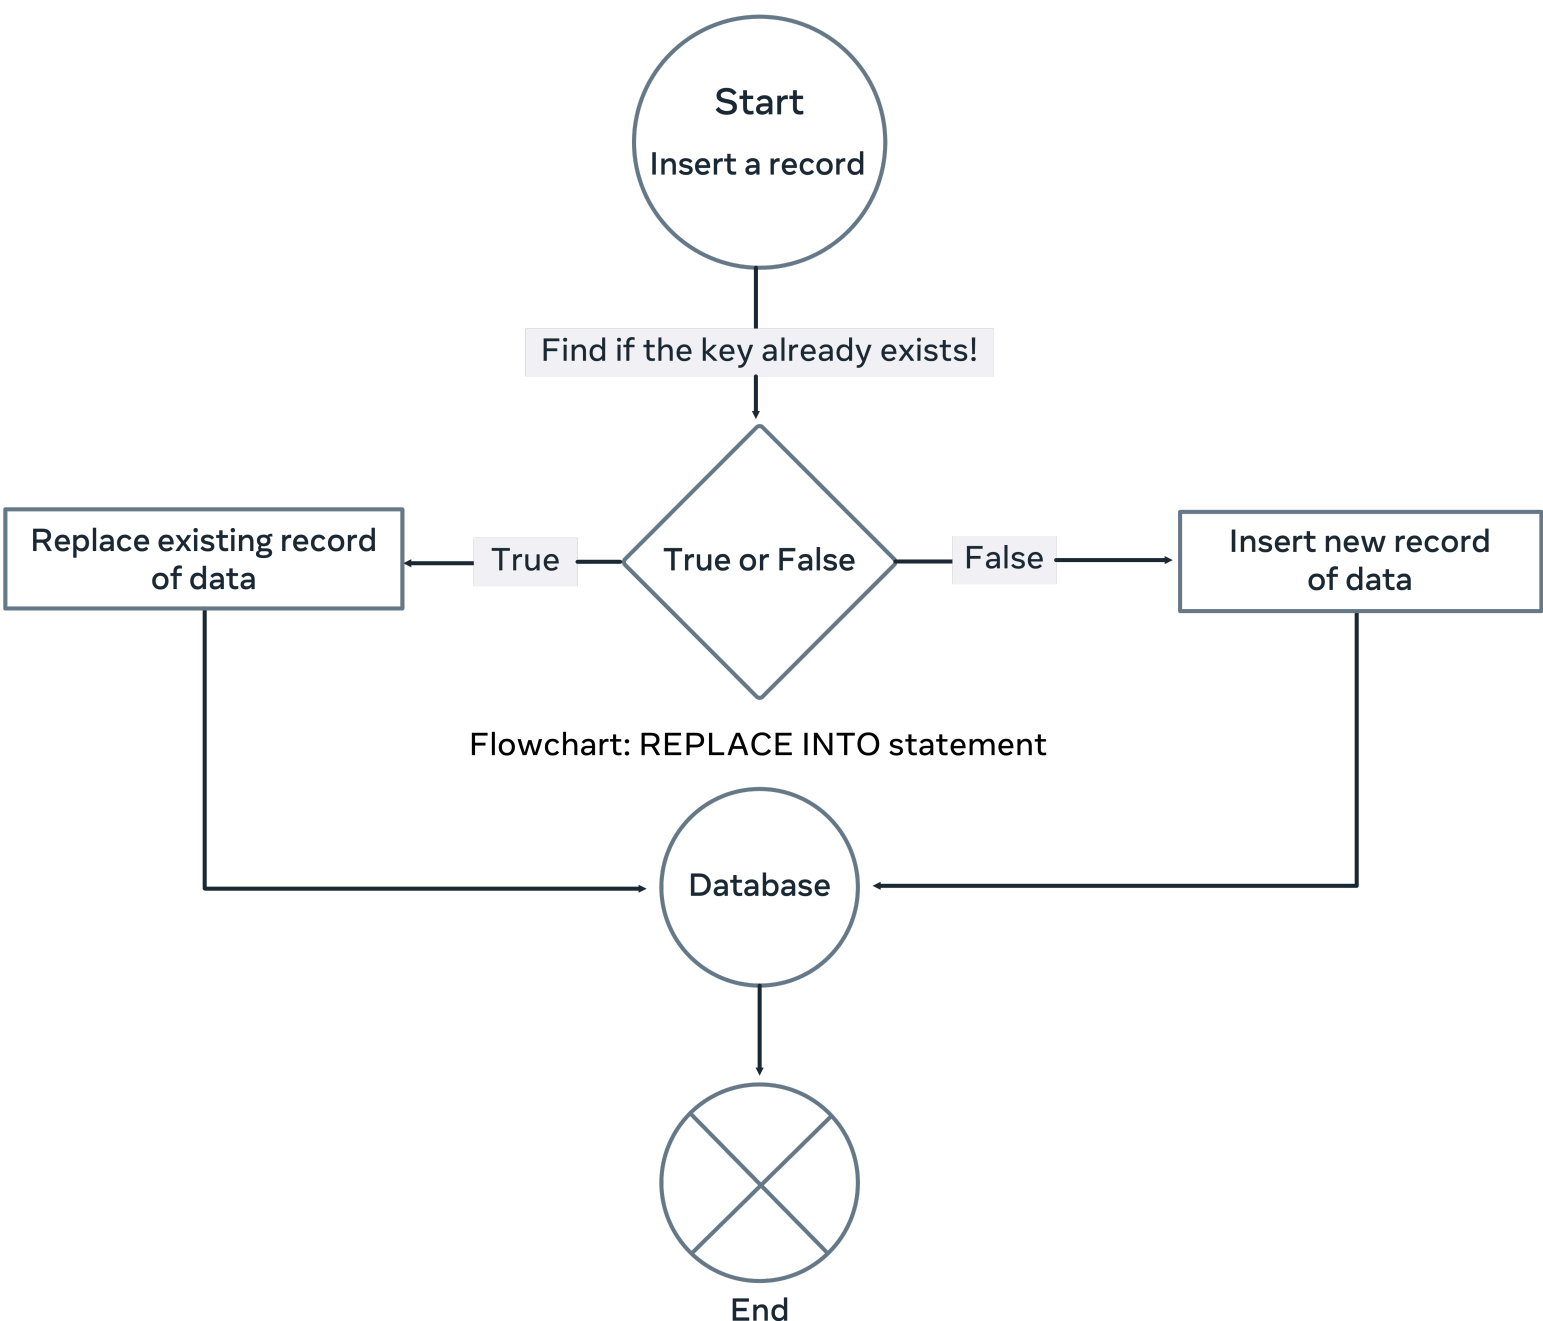 Start
Insert a record
Find if the key already exists!
Replace existing record
of data
True
True or False
False
Insert new record
of data
Flowchart: REPLACE INTO statement
Database
End